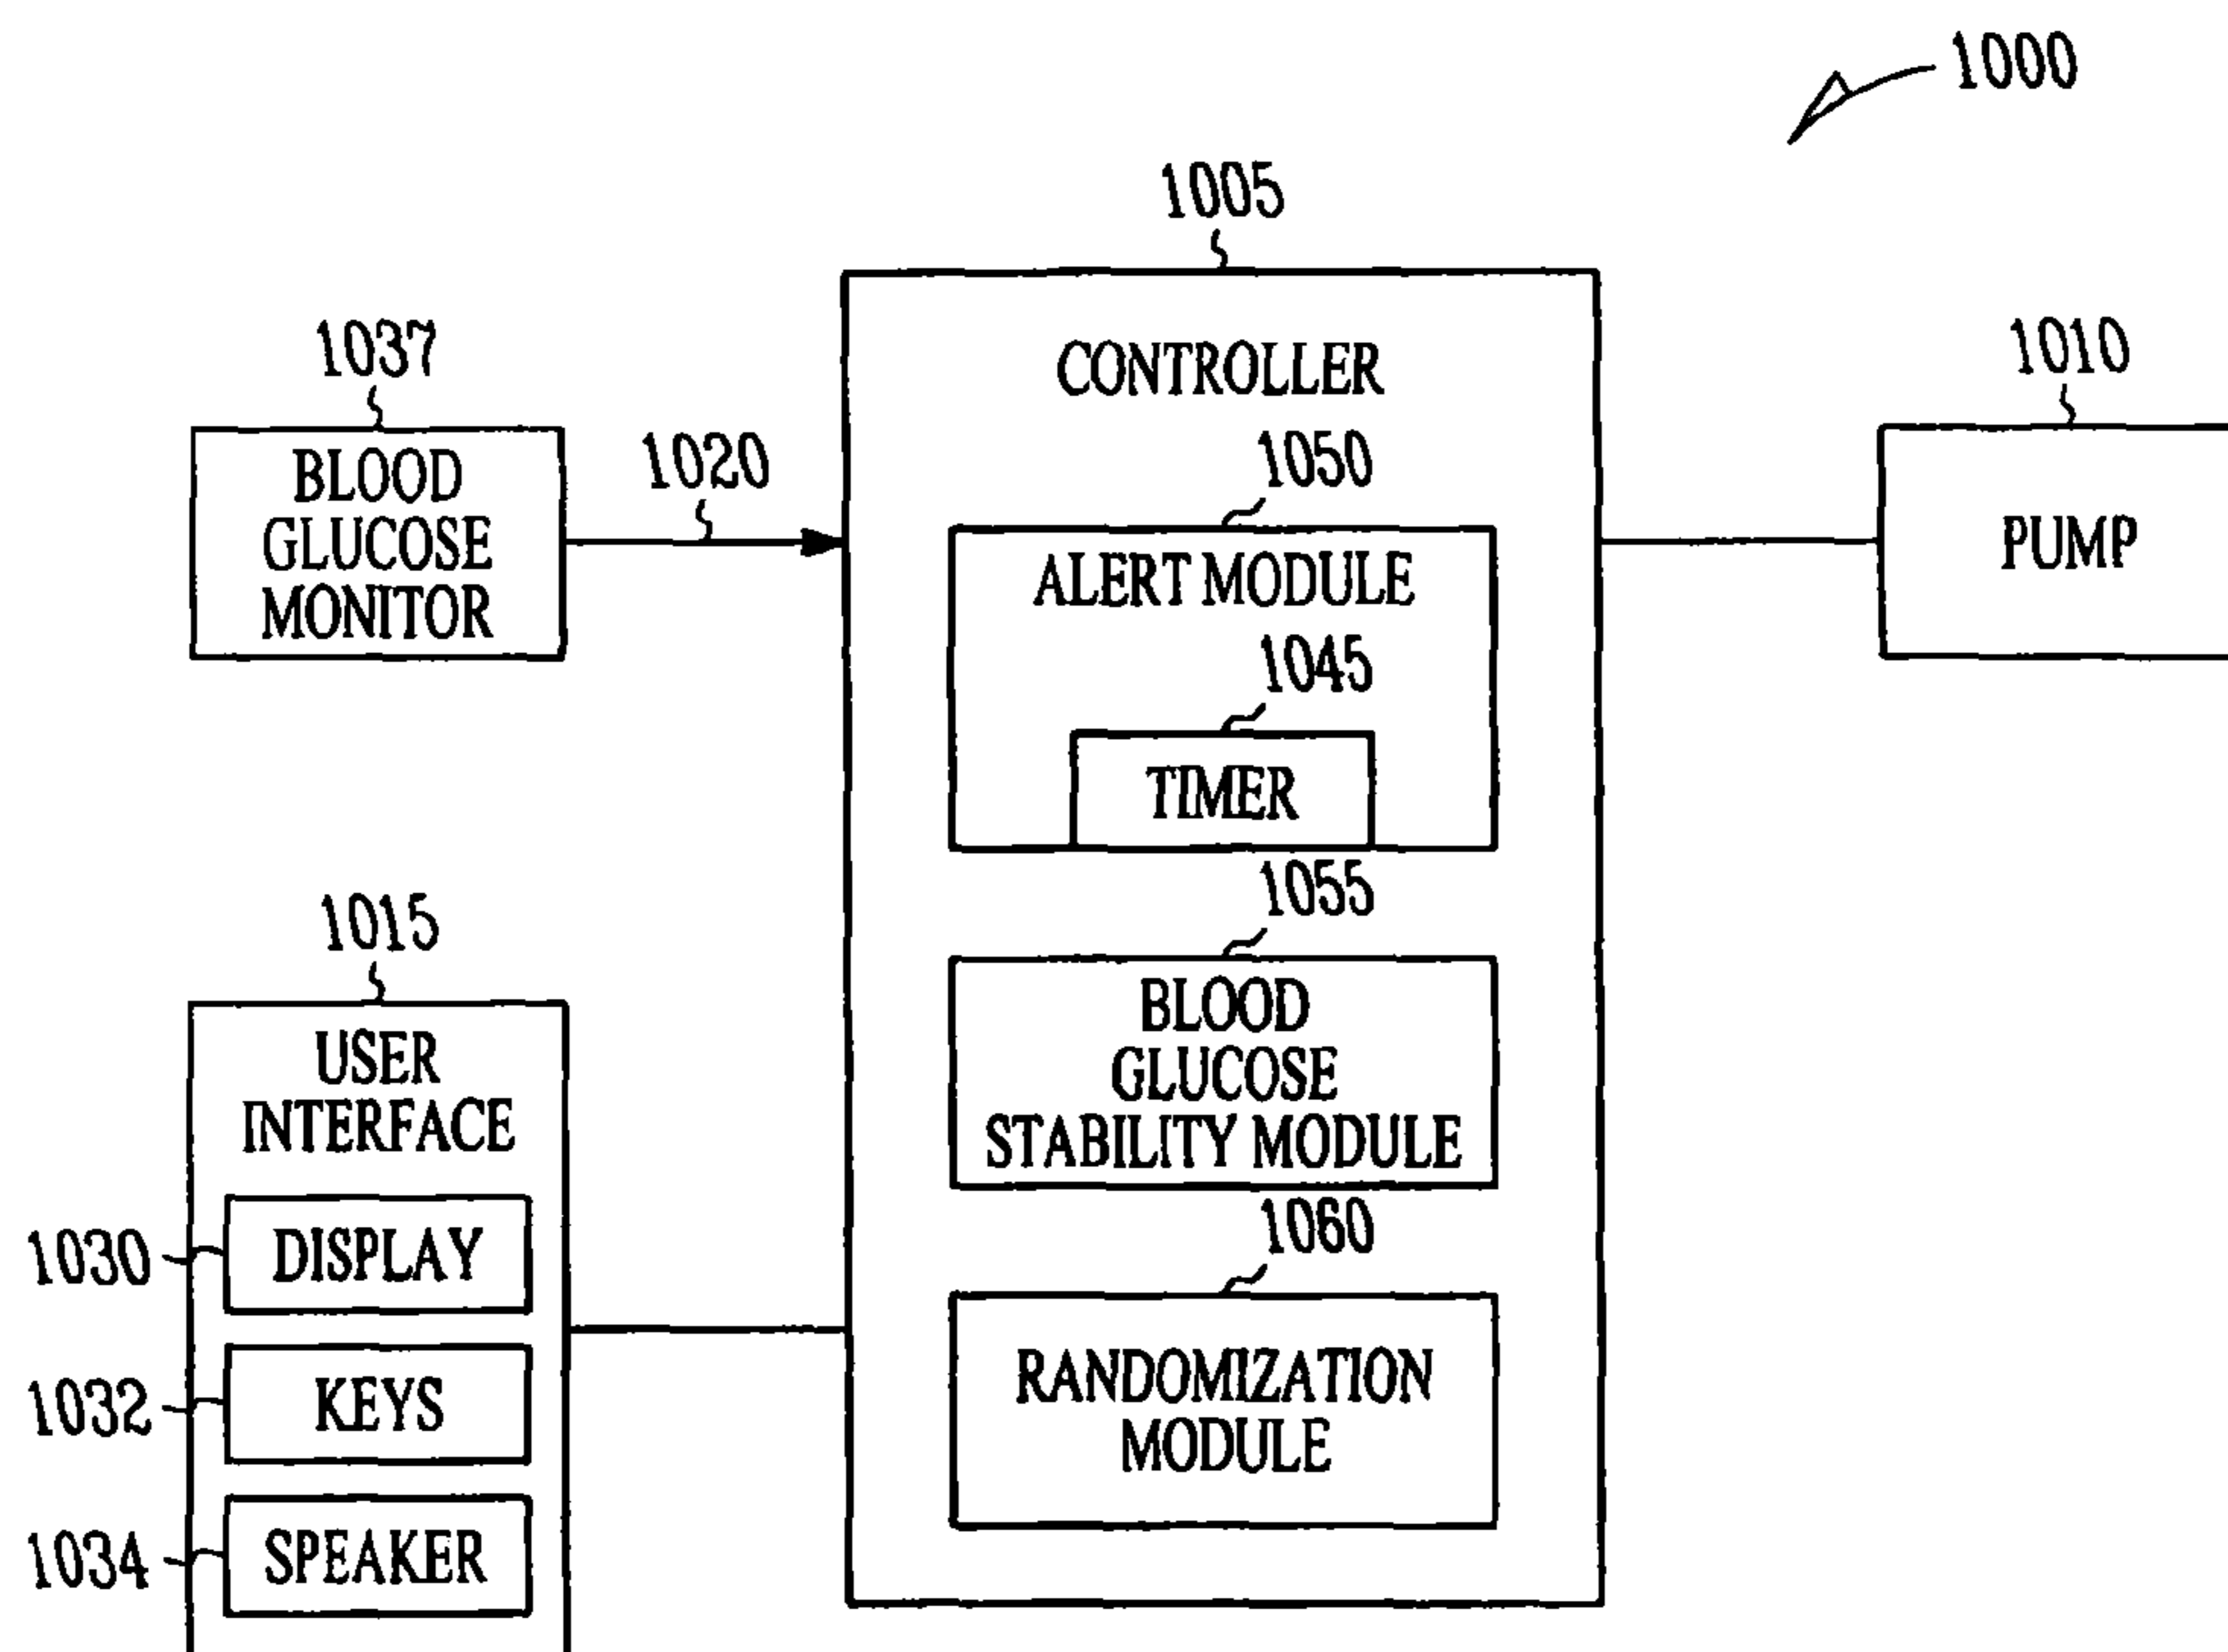 1000
1005
CONTROLLER
1037
BLOOD
GLUCOSE
MONITOR
1020
1010
PUMP
1050
ALERT MODULE
1045
TIMER
1055
BLOOD
GLUCOSE
STABILITY MODULE
1060
RANDOMIZATION
MODULE
1015
USER
INTERFACE
1030
DISPLAY
1032
KEYS
1034
SPEAKER